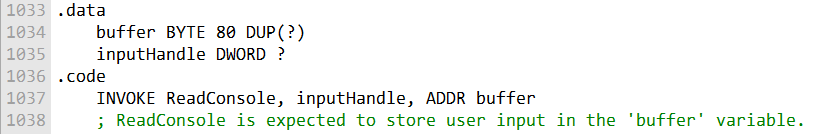 1033 .data
1034     buffer BYTE 80 DUP(?)
1035     inputHandle DWORD ?
1036 .code
1037     INVOKE ReadConsole, inputHandle, ADDR buffer
1038     ; ReadConsole is expected to store user input in the 'buffer' variable.